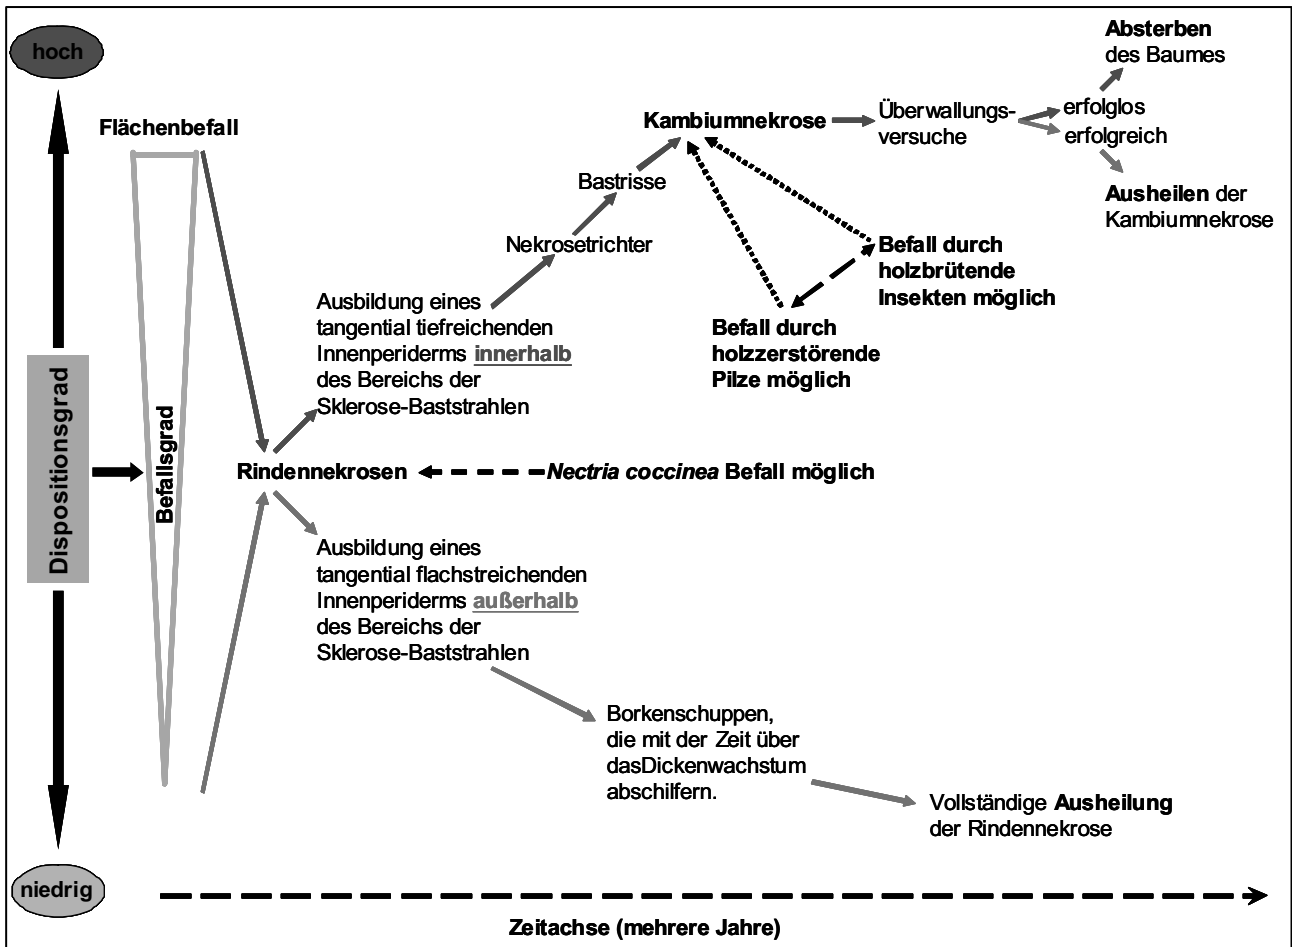 hoch
Flächenbefall
Absterben
des Baumes
Kambiumnekrose
Überwallungs-
versuche
erfolglos
erfolgreich
Ausheilen der
Kambiumnekrose
Bastrisse
Nekrosetrichter
Befall durch
holzbrütende
Insekten möglich
Befall durch
holzzerstörende
Pilze möglich
Ausbildung eines
tangential tiefreichenden
Innenperiderms innerhalb
des Bereichs der
Sklerose-Baststrahlen
Dispositionsgrad
Befallsgrad
Rindennekrosen
Nectria coccinea Befall möglich
Ausbildung eines
tangential flachstreichenden
Innenperiderms außerhalb
des Bereichs der
Sklerose-Baststrahlen
Borkenschuppen,
die mit der Zeit über
dasDickenwachstum
abschilfern.
Vollständige Ausheilung
der Rindennekrose
niedrig
Zeitachse (mehrere Jahre)